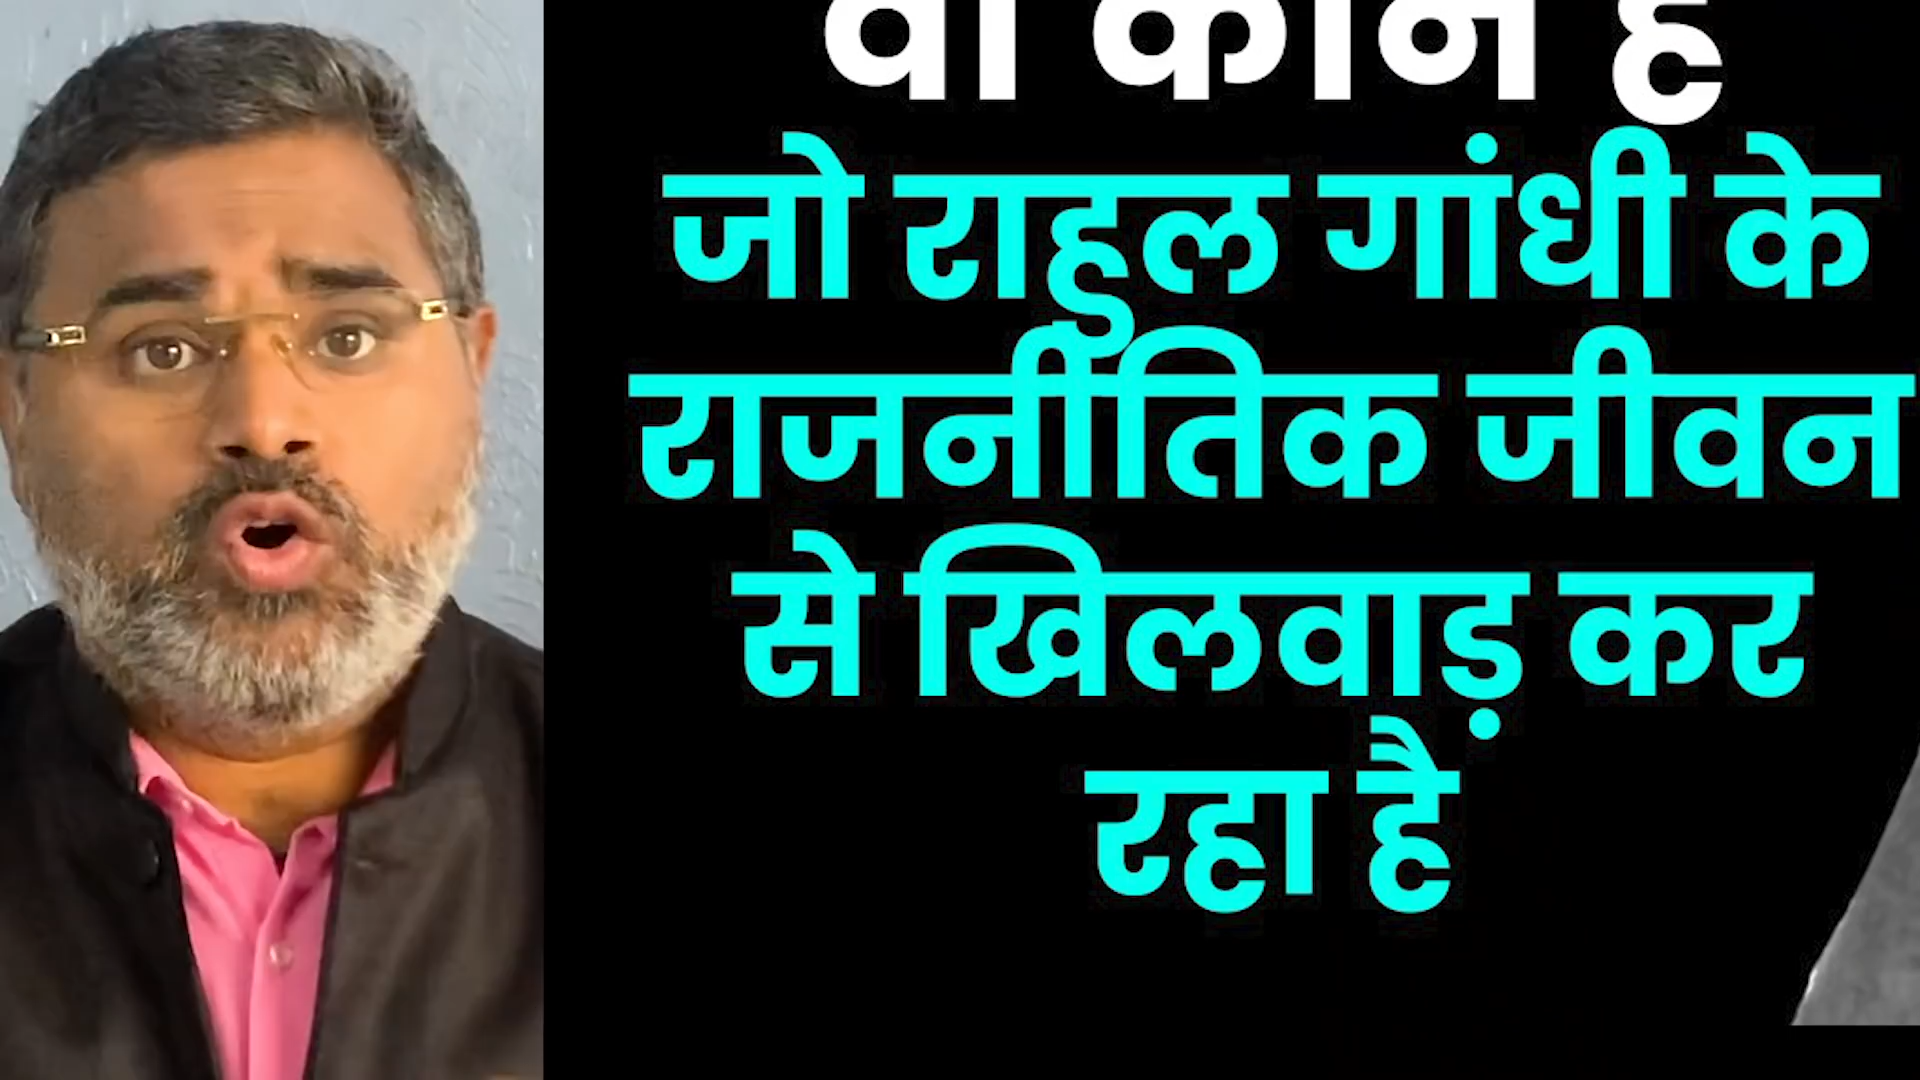 वो कौन है
जो राहुल गांधी के
राजनीतिक जीवन
से खिलवाड़ कर
रहा है